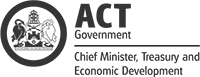 ACT
Government
Chief Minister, Treasury and
Economic Development